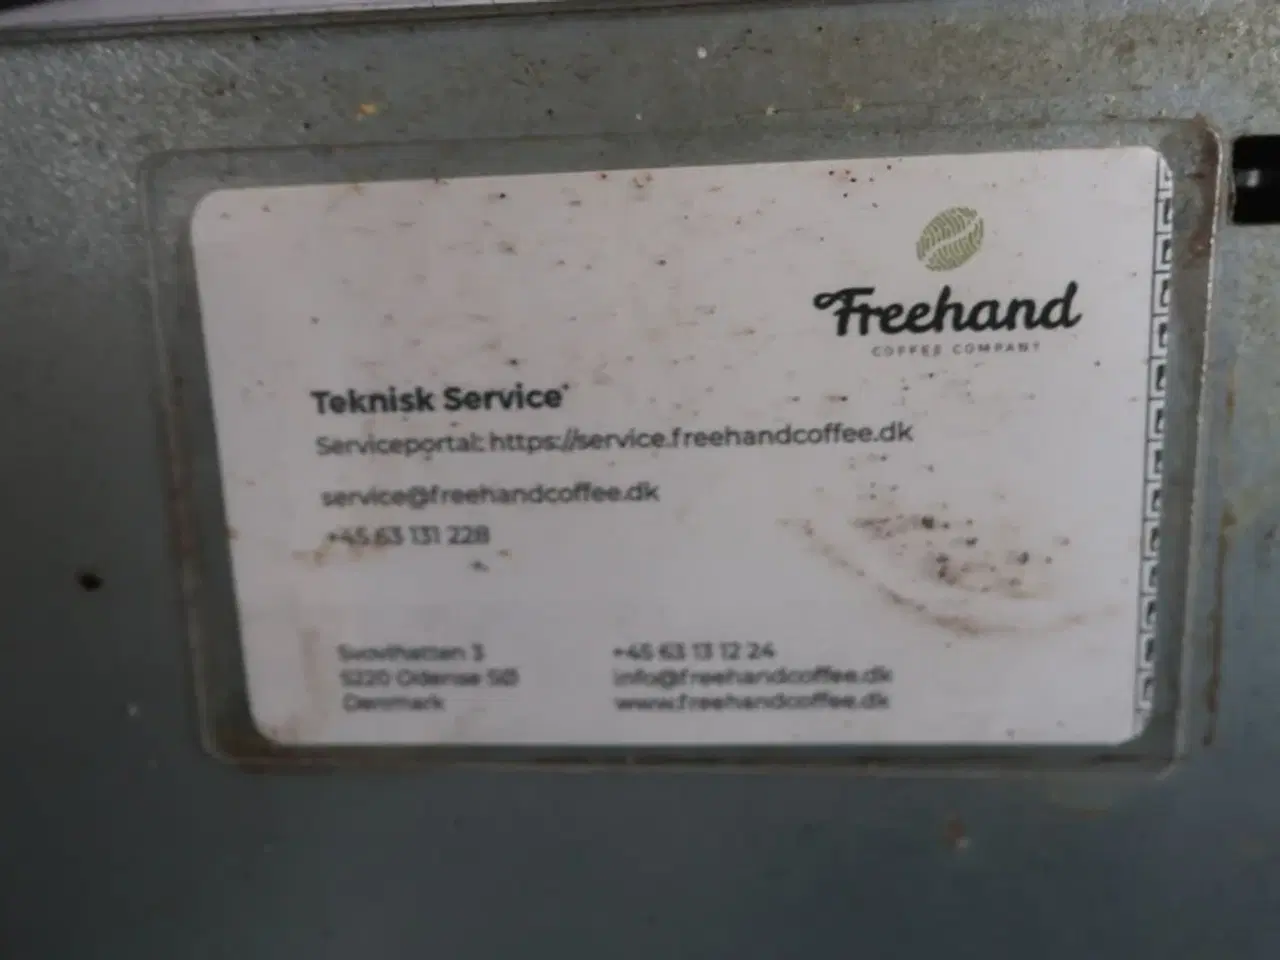 Freehand
COFFEE COMPANY
Teknisk Service
Serviceportal: https://service.freehandcoffee.dk
service@freehandcoffee.dk
+45 63 131 228
3
5220 Odense SØ
Denmark
+45 63 13 12 24
info@freehandcoffee.dk
www.freehandcoffee.dk